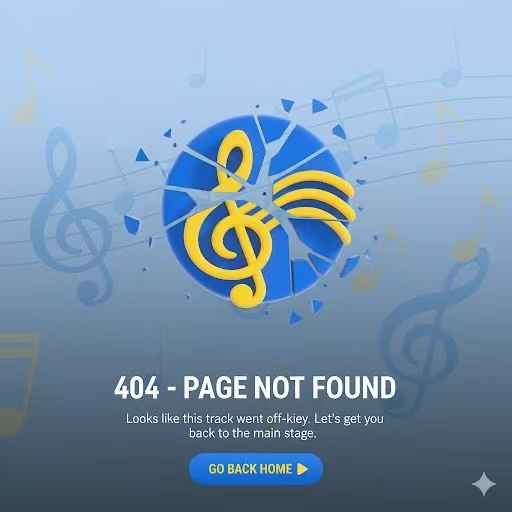 404 - PAGE NOT FOUND
Looks like this track went off-kiey. Let's get you
back to the main stage.
GO BACK HOME